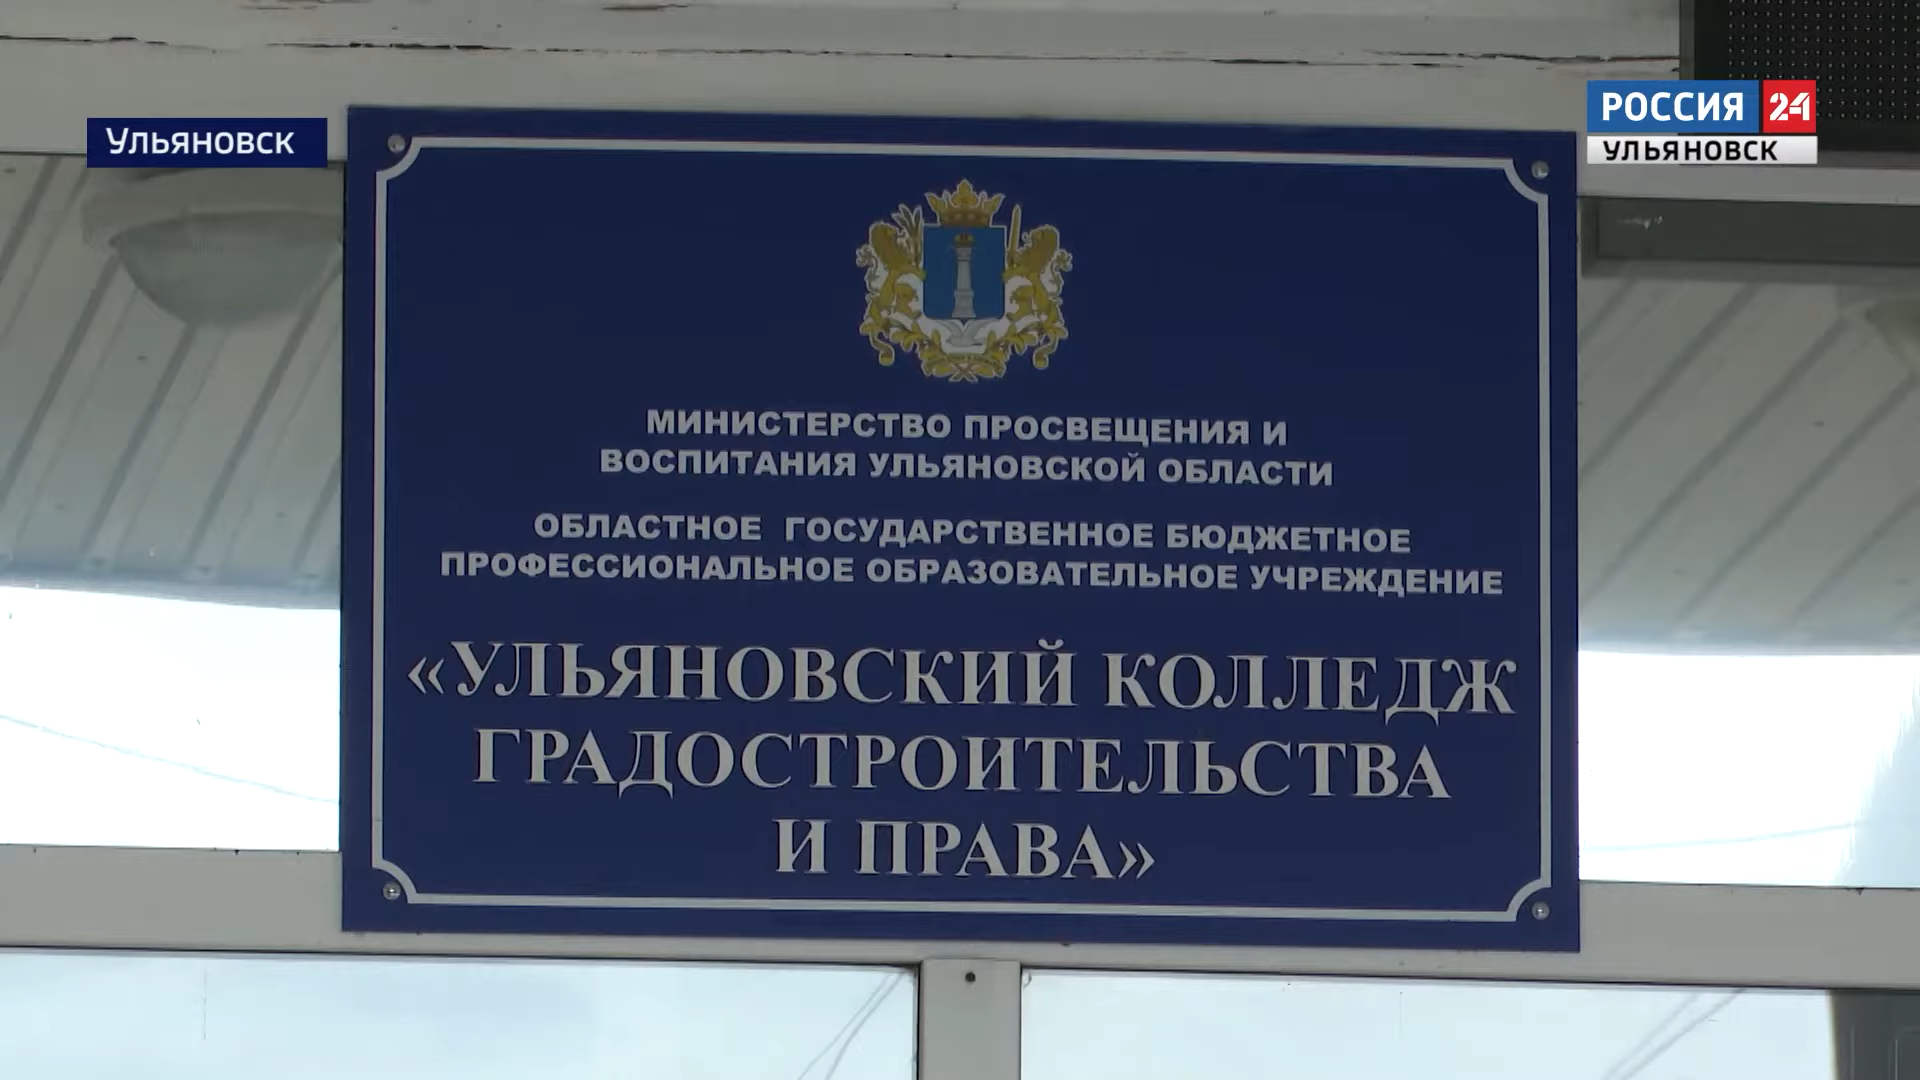 Ульяновск
РОССИЯ 24
УЛЬЯНОВСК
МИНИСТЕРСТВО ПРОСВЕЩЕНИЯ И
ВОСПИТАНИЯ УЛЬЯНОВСКОЙ ОБЛАСТИ
ОБЛАСТНОЕ ГОСУДАРСТВЕННОЕ БЮДЖЕТНОЕ
ПРОФЕССИОНАЛЬНОЕ ОБРАЗОВАТЕЛЬНОЕ УЧРЕЖДЕНИЕ
«УЛЬЯНОВСКИЙ КОЛЛЕДЖ
ГРАДОСТРОИТЕЛЬСТВА
И ПРАВА»